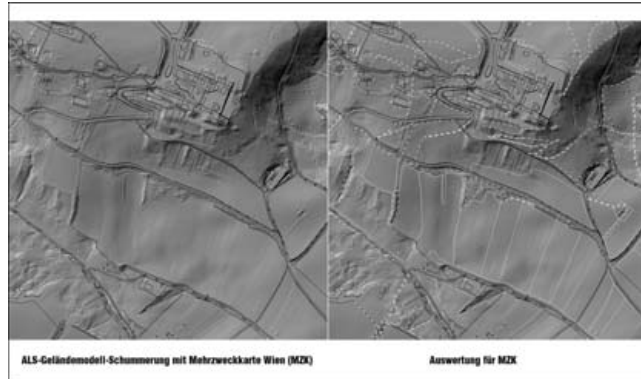 ALS-Geländemodell-Schummerung mit Mehrzweckkarte Wien (MZK)
Auswertung für MZK